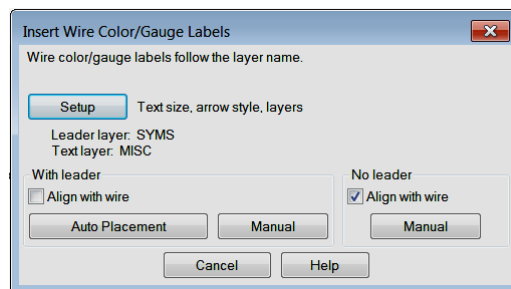 Insert Wire Color/Gauge Labels
Wire color/gauge labels follow the layer name.
Setup Text size, arrow style, layers
Leader layer: SYMS
Text layer: MISC
With leader
Align with wire
Auto Placement Manual
No leader
Align with wire
Manual
Cancel Help